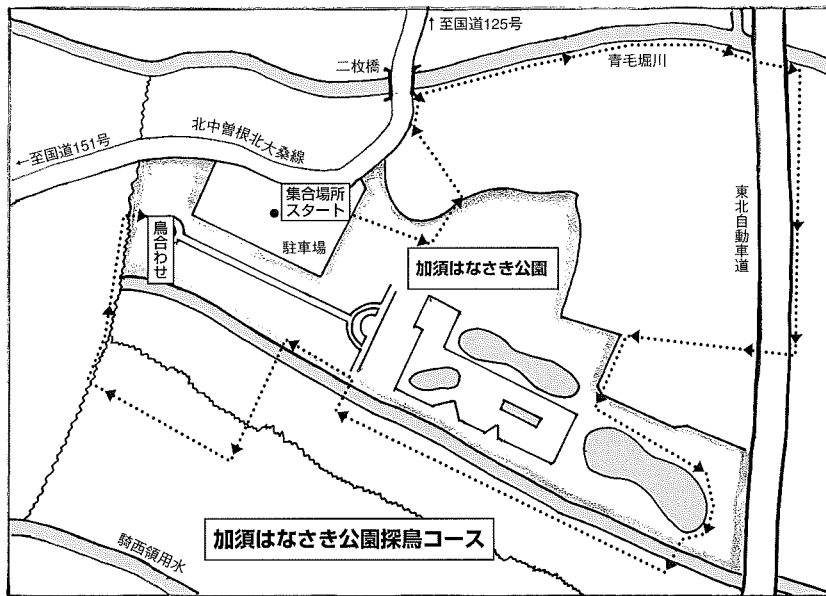 ↑至国道125号
二枚橋
青毛堀川
北中曽根北大桑線
←至国道151号
集合場所
スタート
鳥合わせ
駐車場
東北自動車道
加須はなさき公園
加須はなさき公園探鳥コース
騎西領用水